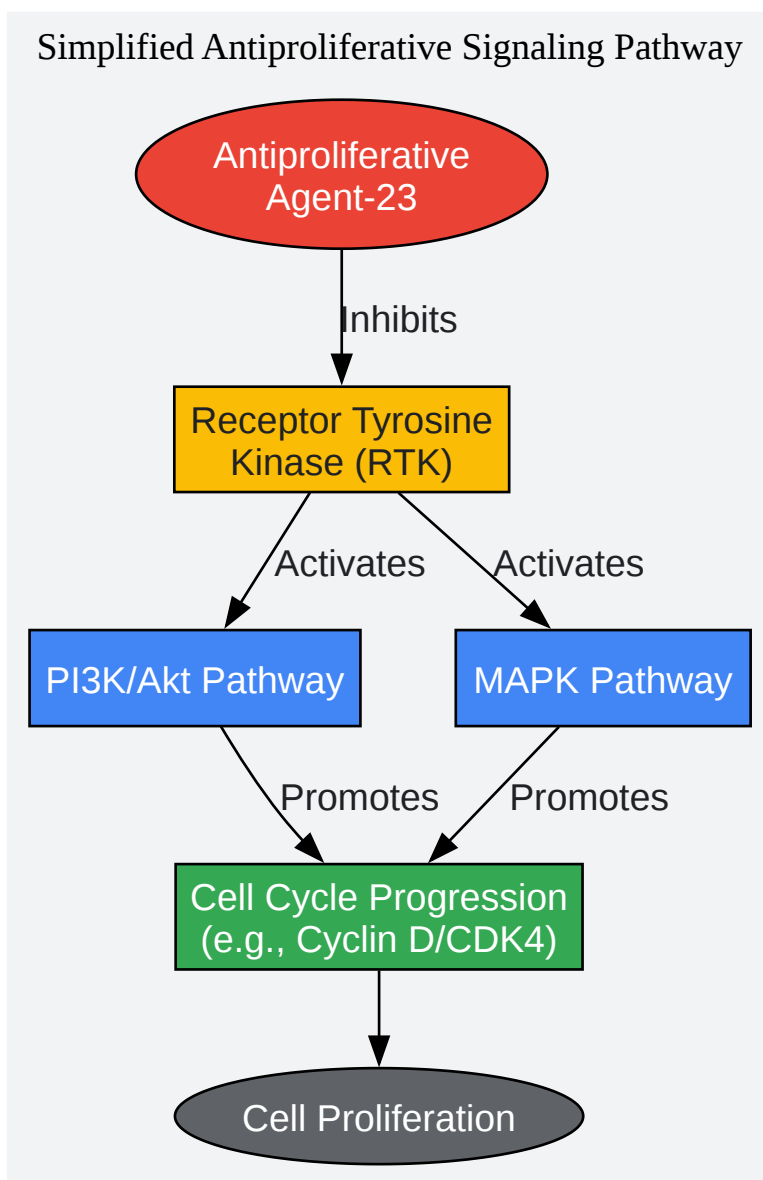 Simplified Antiproliferative Signaling Pathway
Antiproliferative
Agent-23
Inhibits
Receptor Tyrosine
Kinase (RTK)
Activates
Activates
PI3K/Akt Pathway
MAPK Pathway
Promotes
Promotes
Cell Cycle Progression
(e.g., Cyclin D/CDK4)
Cell Proliferation